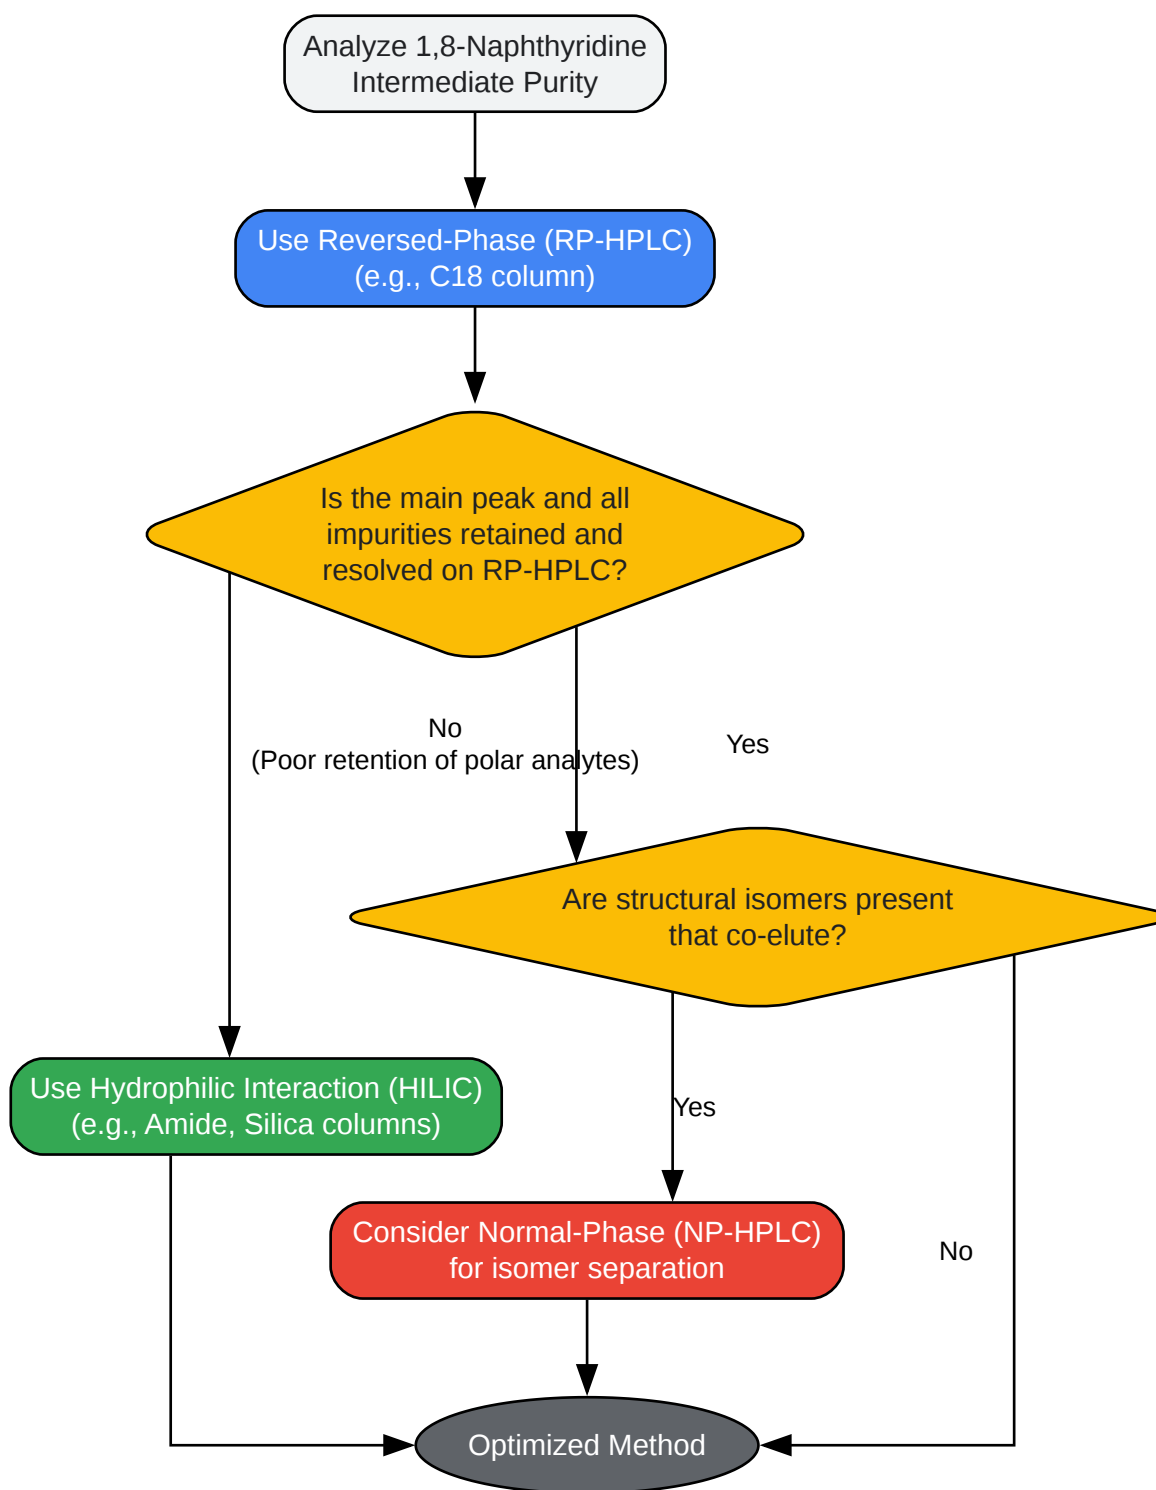 Analyze 1,8-Naphthyridine
Intermediate Purity
Use Reversed-Phase (RP-HPLC)
(e.g., C18 column)
Is the main peak and all
impurities retained and
resolved on RP-HPLC?
No
(Poor retention of polar analytes)
Yes
Are structural isomers present
that co-elute?
Use Hydrophilic Interaction (HILIC)
(e.g., Amide, Silica columns)
Yes
Consider Normal-Phase (NP-HPLC)
for isomer separation
No
Optimized Method